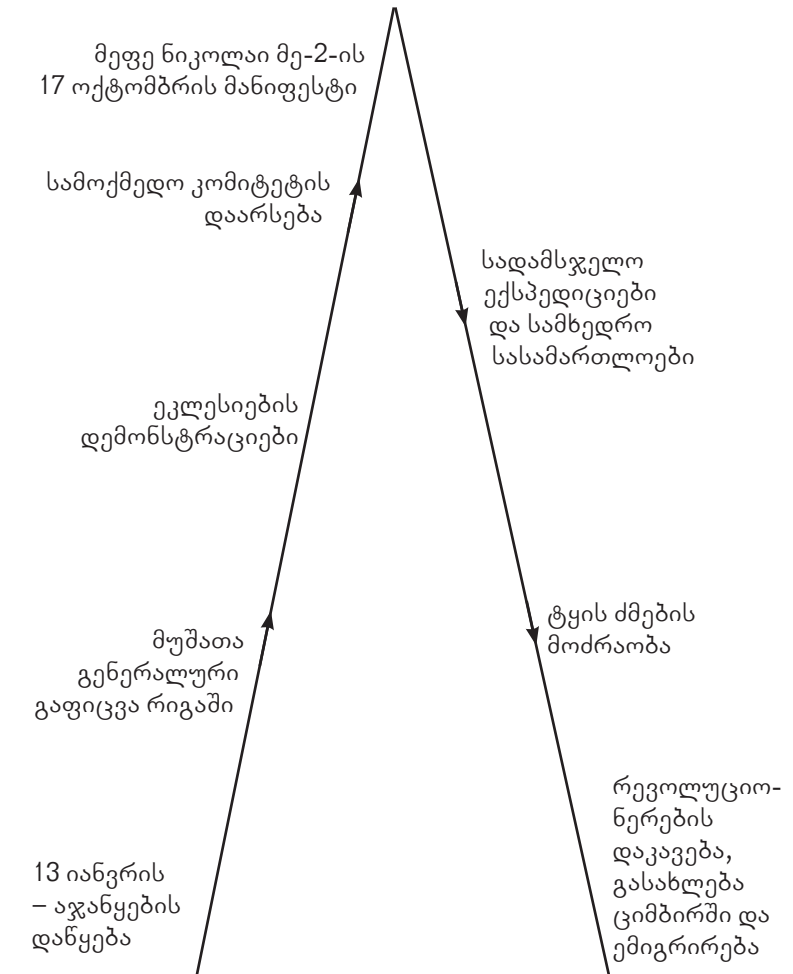 მეფე ნიკოლაი მე-2-ის
17 ოქტომბრის მანიფესტი
სამოქმედო კომიტეტის
დაარსება
ეკლესიების
დემონსტრაციები
მუშათა
გენერალური
გაფიცვა რიგაში
13 იანვრის
– აჯანყების
დაწყება
სადამსჯელო
ექსპედიციები
და სამხედრო
სასამართლოები
ტყის ძმების
მოძრაობა
რევოლუციო-
ნერების
დაკავება,
გასახლება
ციმბირში და
ემიგრირება